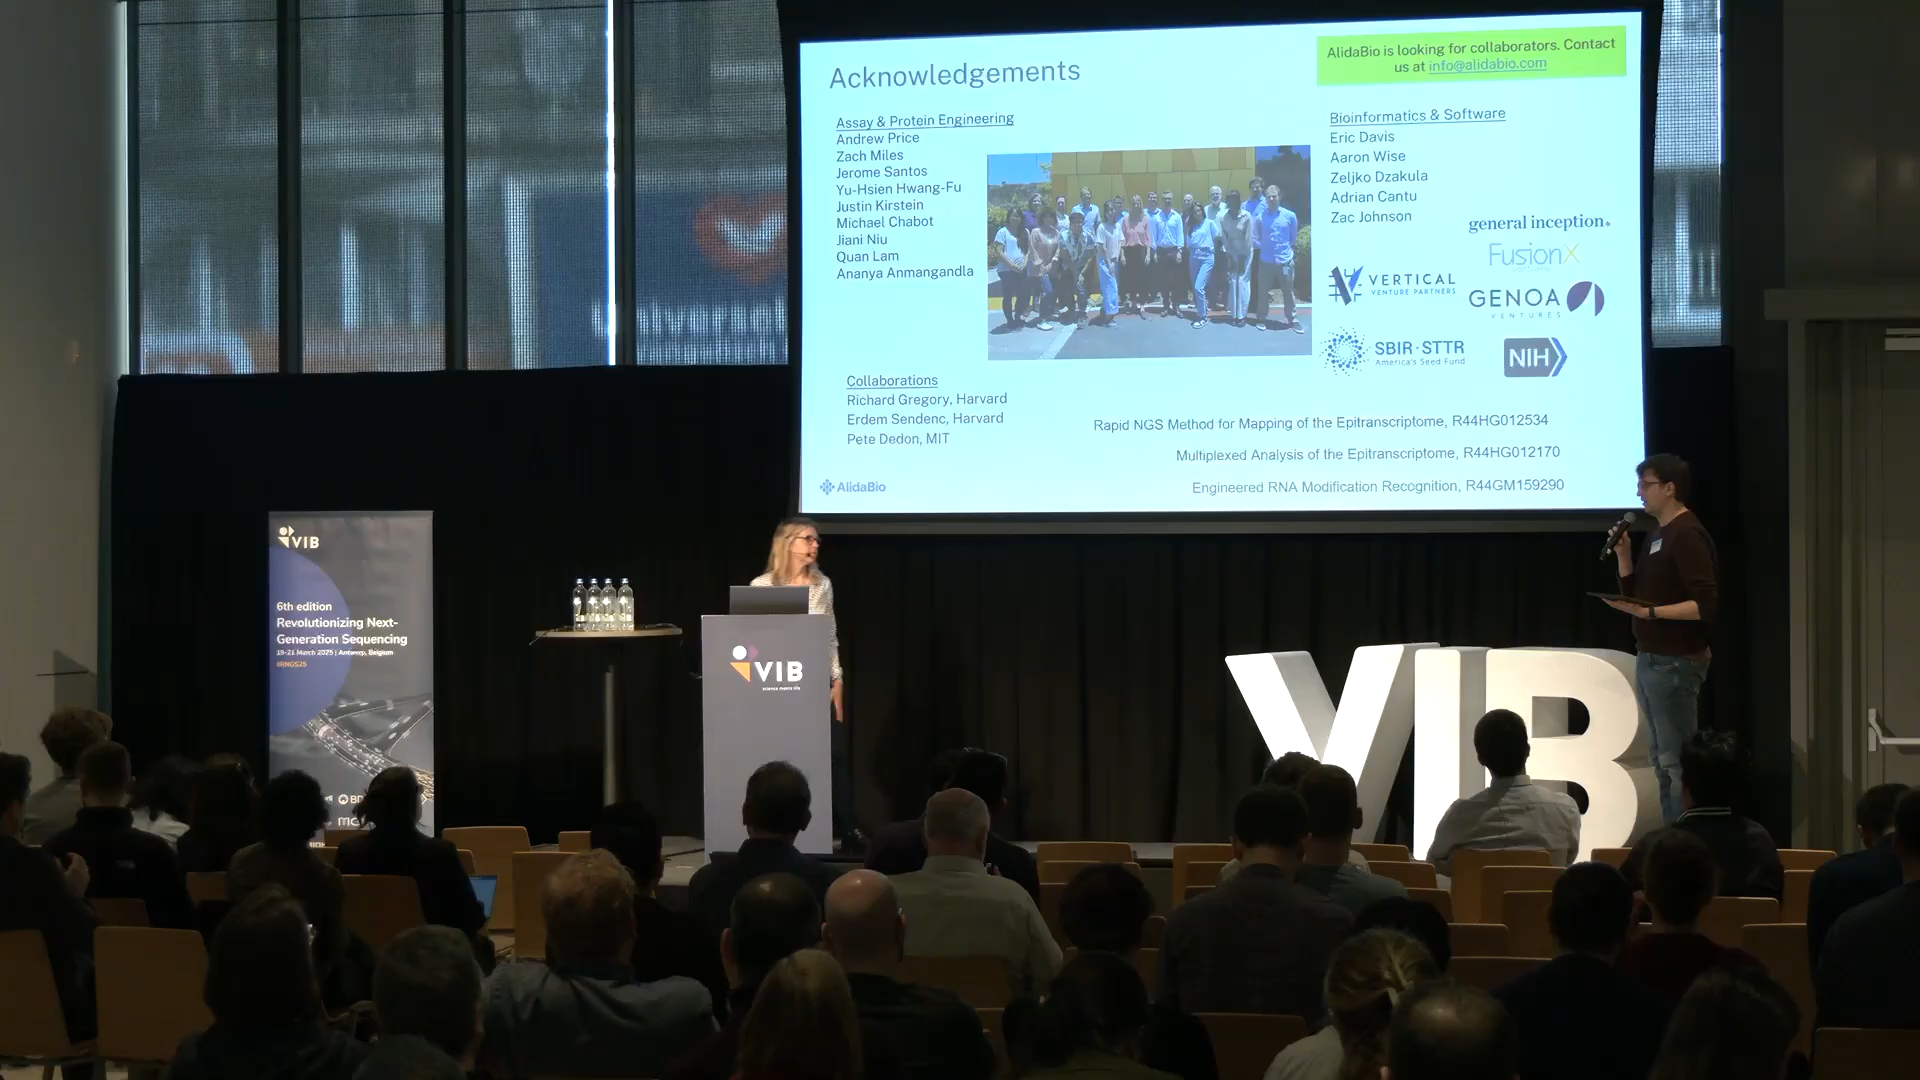 Acknowledgements
AlidaBio is looking for collaborators. Contact
us at info@alidabio.com
Assay & Protein Engineering
Andrew Price
Zach Miles
Jerome Santos
Yu-Hsien Hwang-Fu
Justin Kirstein
Michael Chabot
Jiani Niu
Quan Lam
Ananya Anmangandla
Bioinformatics & Software
Eric Davis
Aaron Wise
Zeljko Dzakula
Adrian Cantu
Zac Johnson
general inception
FusionX
VERTICAL
VENTURE PARTNERS
GENOA
VENTURES
SBIR·STTR
America's Seed Fund
NIH
Collaborations
Richard Gregory, Harvard
Erdem Sendenc, Harvard
Pete Dedon, MIT
Rapid NGS Method for Mapping of the Epitranscriptome, R44HG012534
Multiplexed Analysis of the Epitranscriptome, R44HG012170
Engineered RNA Modification Recognition, R44GM159290
AlidaBio
VIB
6th edition
Revolutionizing Next-
Generation Sequencing
19-21 March 2025 | Antwerp, Belgium
#RNGS25
VIB
science meets life
VIB